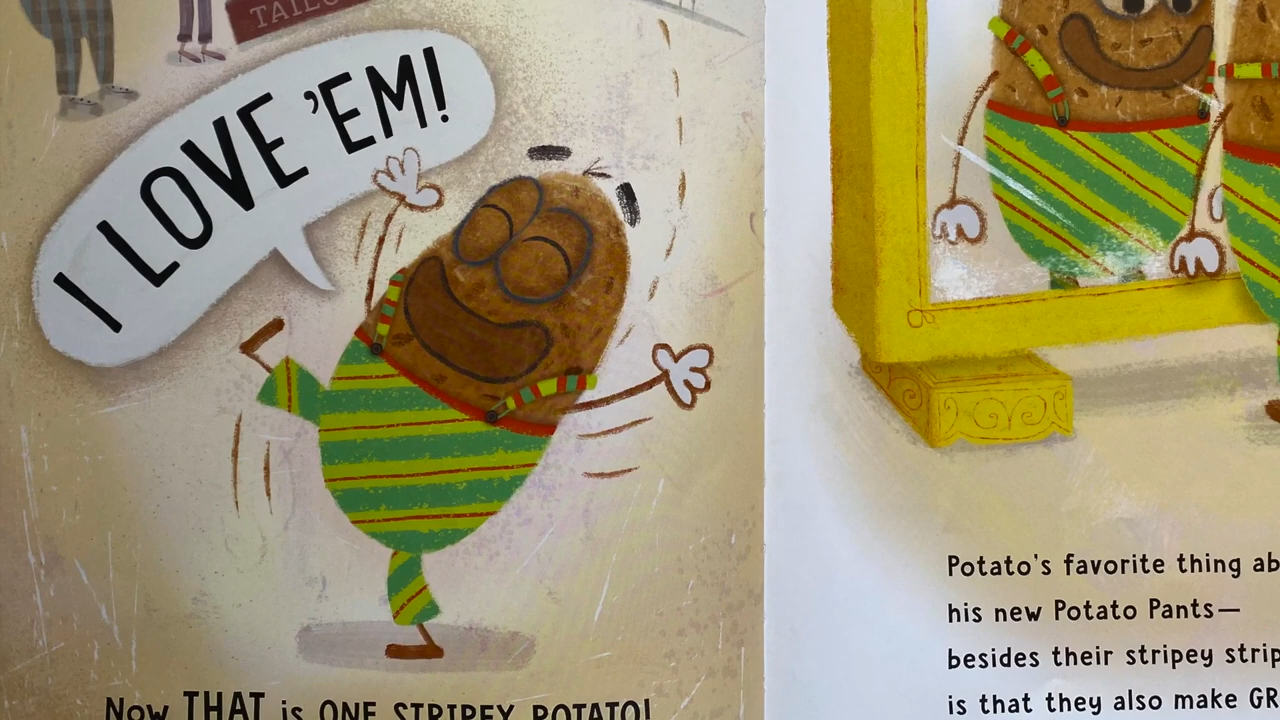 TAILO
I LOVE 'EM!
Now THAT is ONE STRIPEY POTATO!
Potato's favorite thing ab
his new Potato Pants—
besides their stripey strip
is that they also make GR